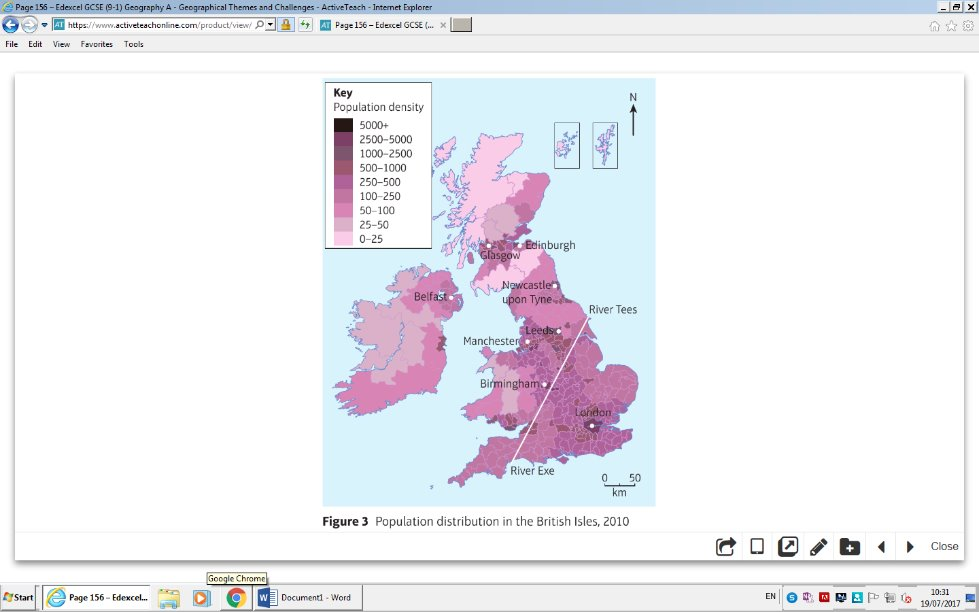 Page 156 – Edexcel GCSE (9-1) Geography A - Geographical Themes and Challenges - ActiveTeach - Internet Explorer
https://www.activeteachonline.com/product/view/
AT Page 156 – Edexcel GCSE (...
File Edit View Favorites Tools
Key
Population density
5000+
2500–5000
1000–2500
500–1000
250–500
100–250
50–100
25–50
0–25
N
Edinburgh
Glasgow
Newcastle
upon Tyne
Belfast
River Tees
Leeds
Manchester
Birmingham
London
River Exe
0 50
km
Figure 3 Population distribution in the British Isles, 2010
Close
Google Chrome
Start
Page 156 – Edexcel...
Document1 - Word
EN
10:31
19/07/2017